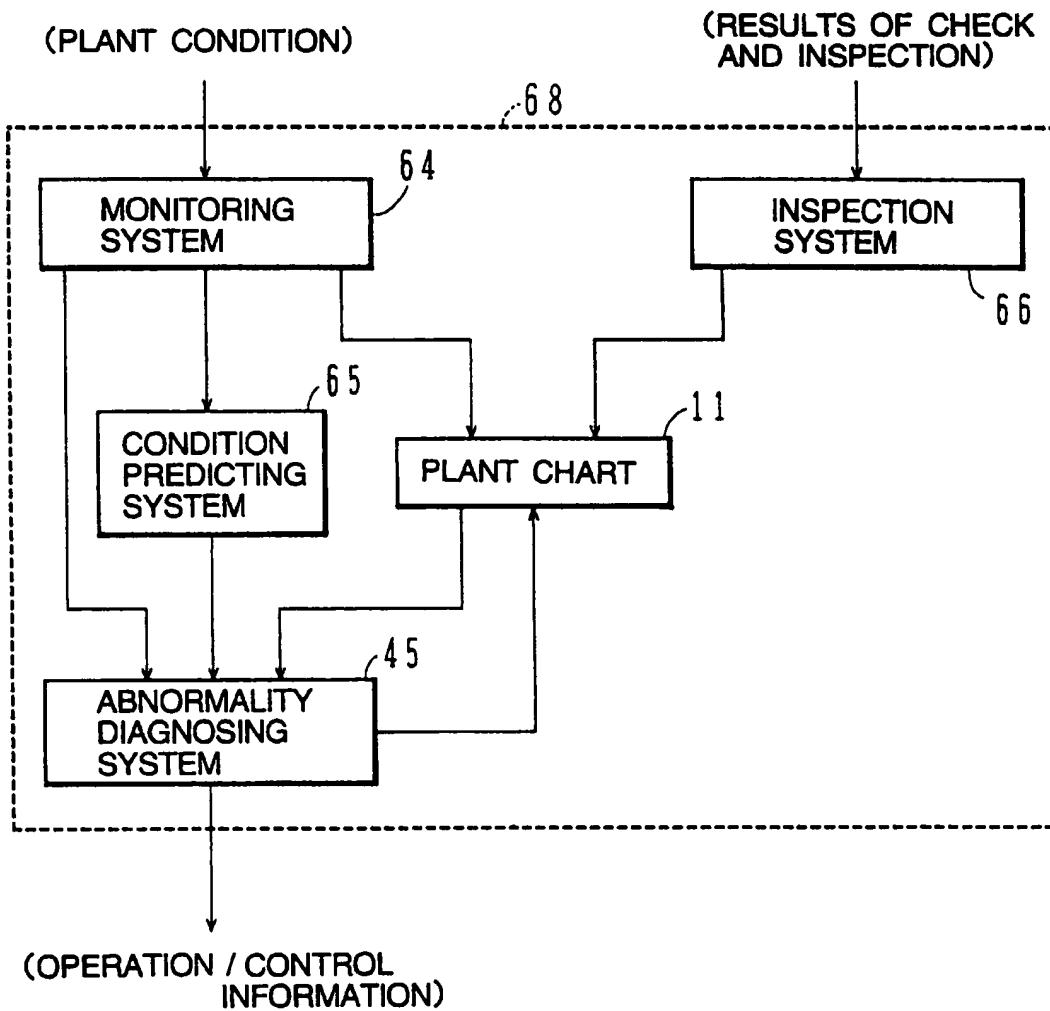 (PLANT CONDITION)
(RESULTS OF CHECK
AND INSPECTION)
68
64
MONITORING
SYSTEM
INSPECTION
SYSTEM
66
65
CONDITION
PREDICTING
SYSTEM
11
PLANT CHART
45
ABNORMALITY
DIAGNOSING
SYSTEM
(OPERATION / CONTROL
INFORMATION)